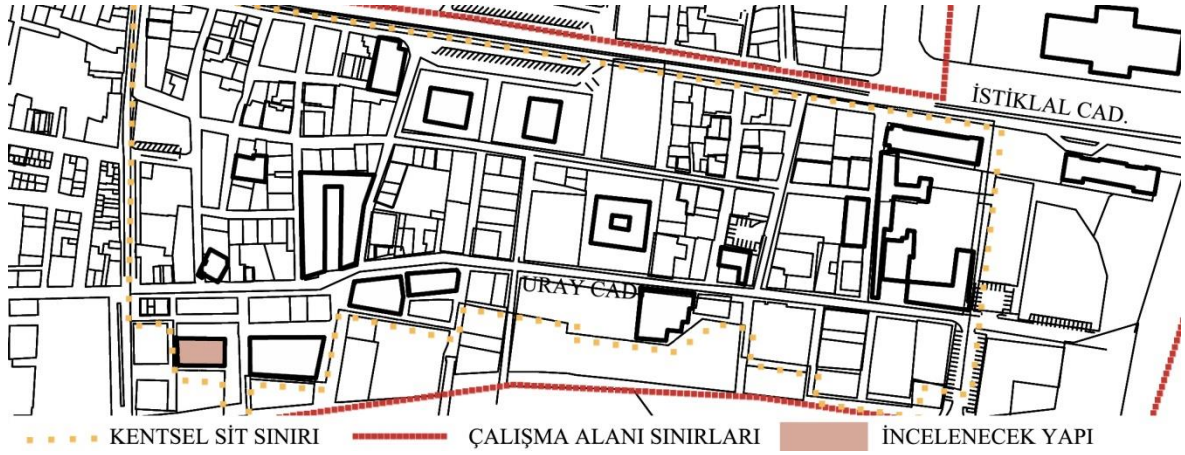 İSTİKLAL CAD.
URAY CAD.
KENTSEL SİT SINIRI
ÇALIŞMA ALANI SINIRLARI
İNCELENECEK YAPI